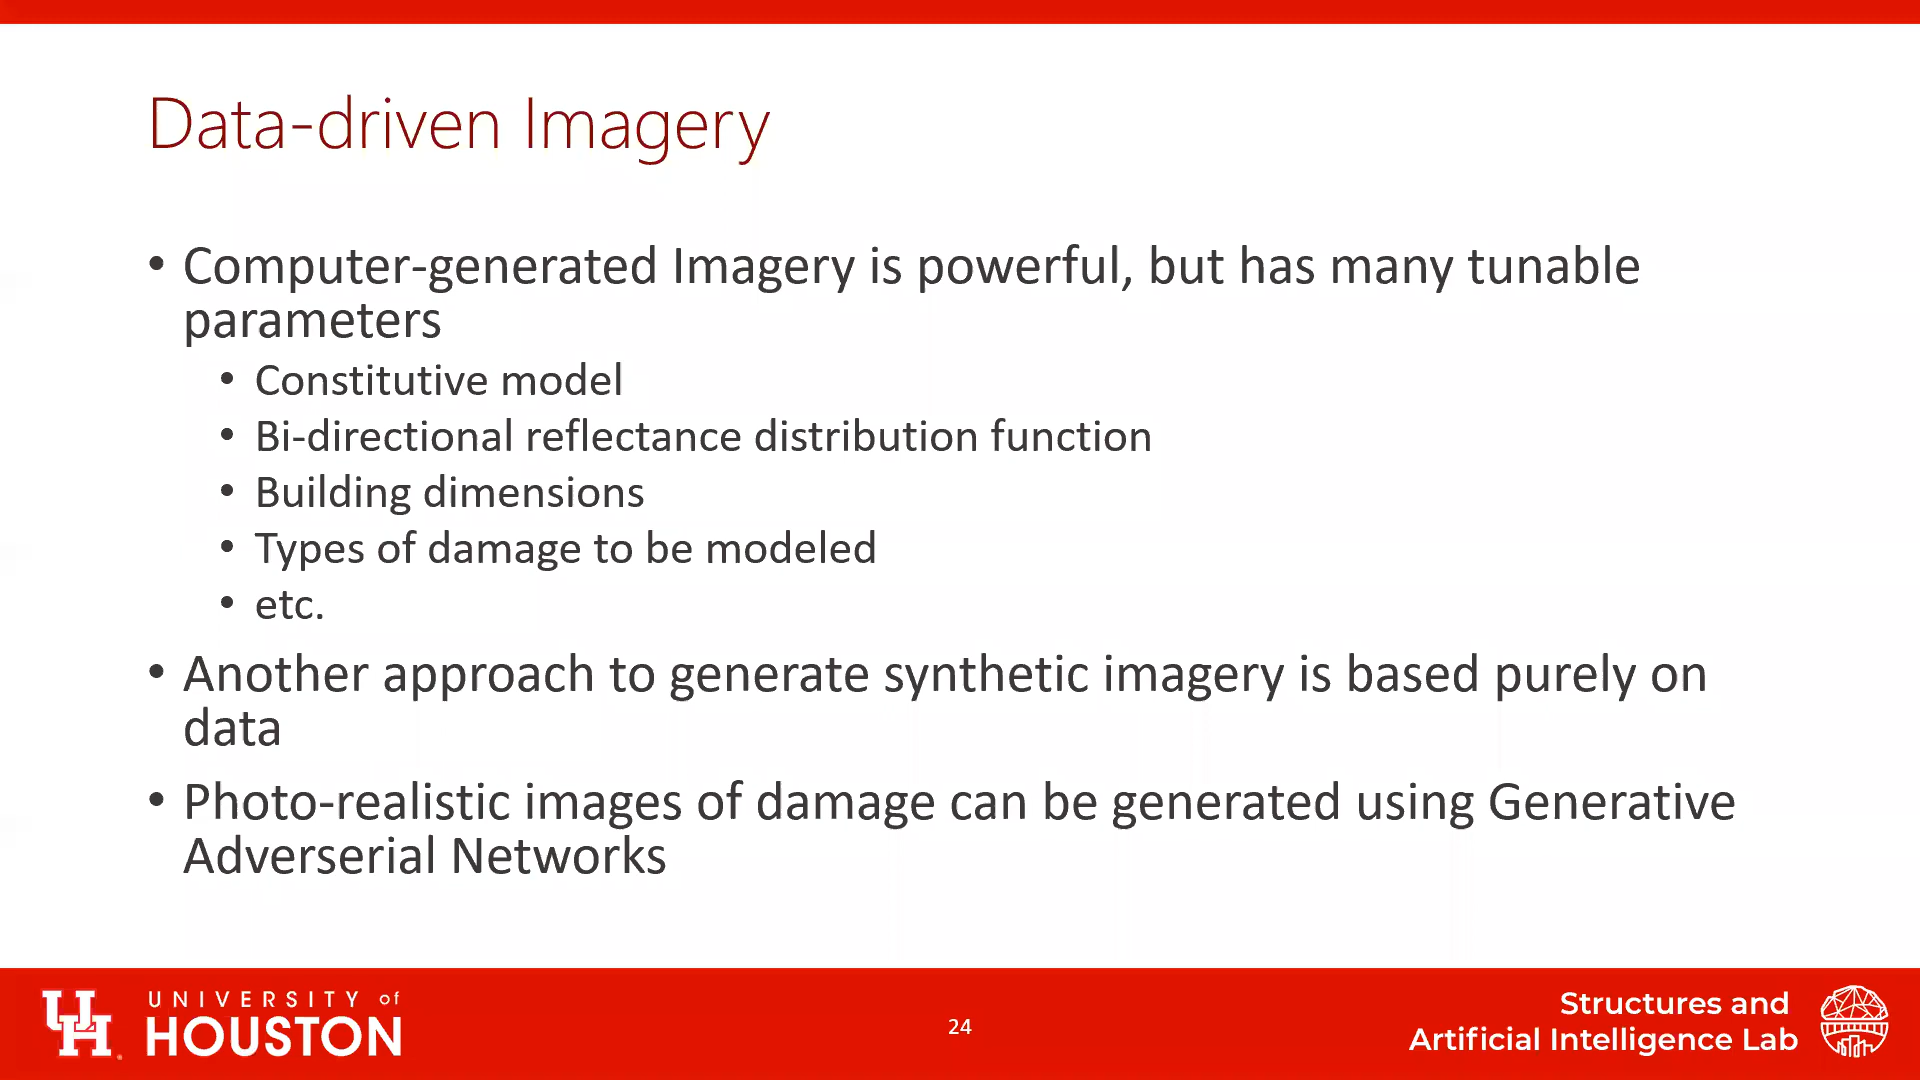 Data-driven Imagery
• Computer-generated Imagery is powerful, but has many tunable
parameters
• Constitutive model
• Bi-directional reflectance distribution function
• Building dimensions
• Types of damage to be modeled
• etc.
• Another approach to generate synthetic imagery is based purely on
data
• Photo-realistic images of damage can be generated using Generative
Adverserial Networks
UH
UNIVERSITY of
HOUSTON
24
Structures and
Artificial Intelligence Lab